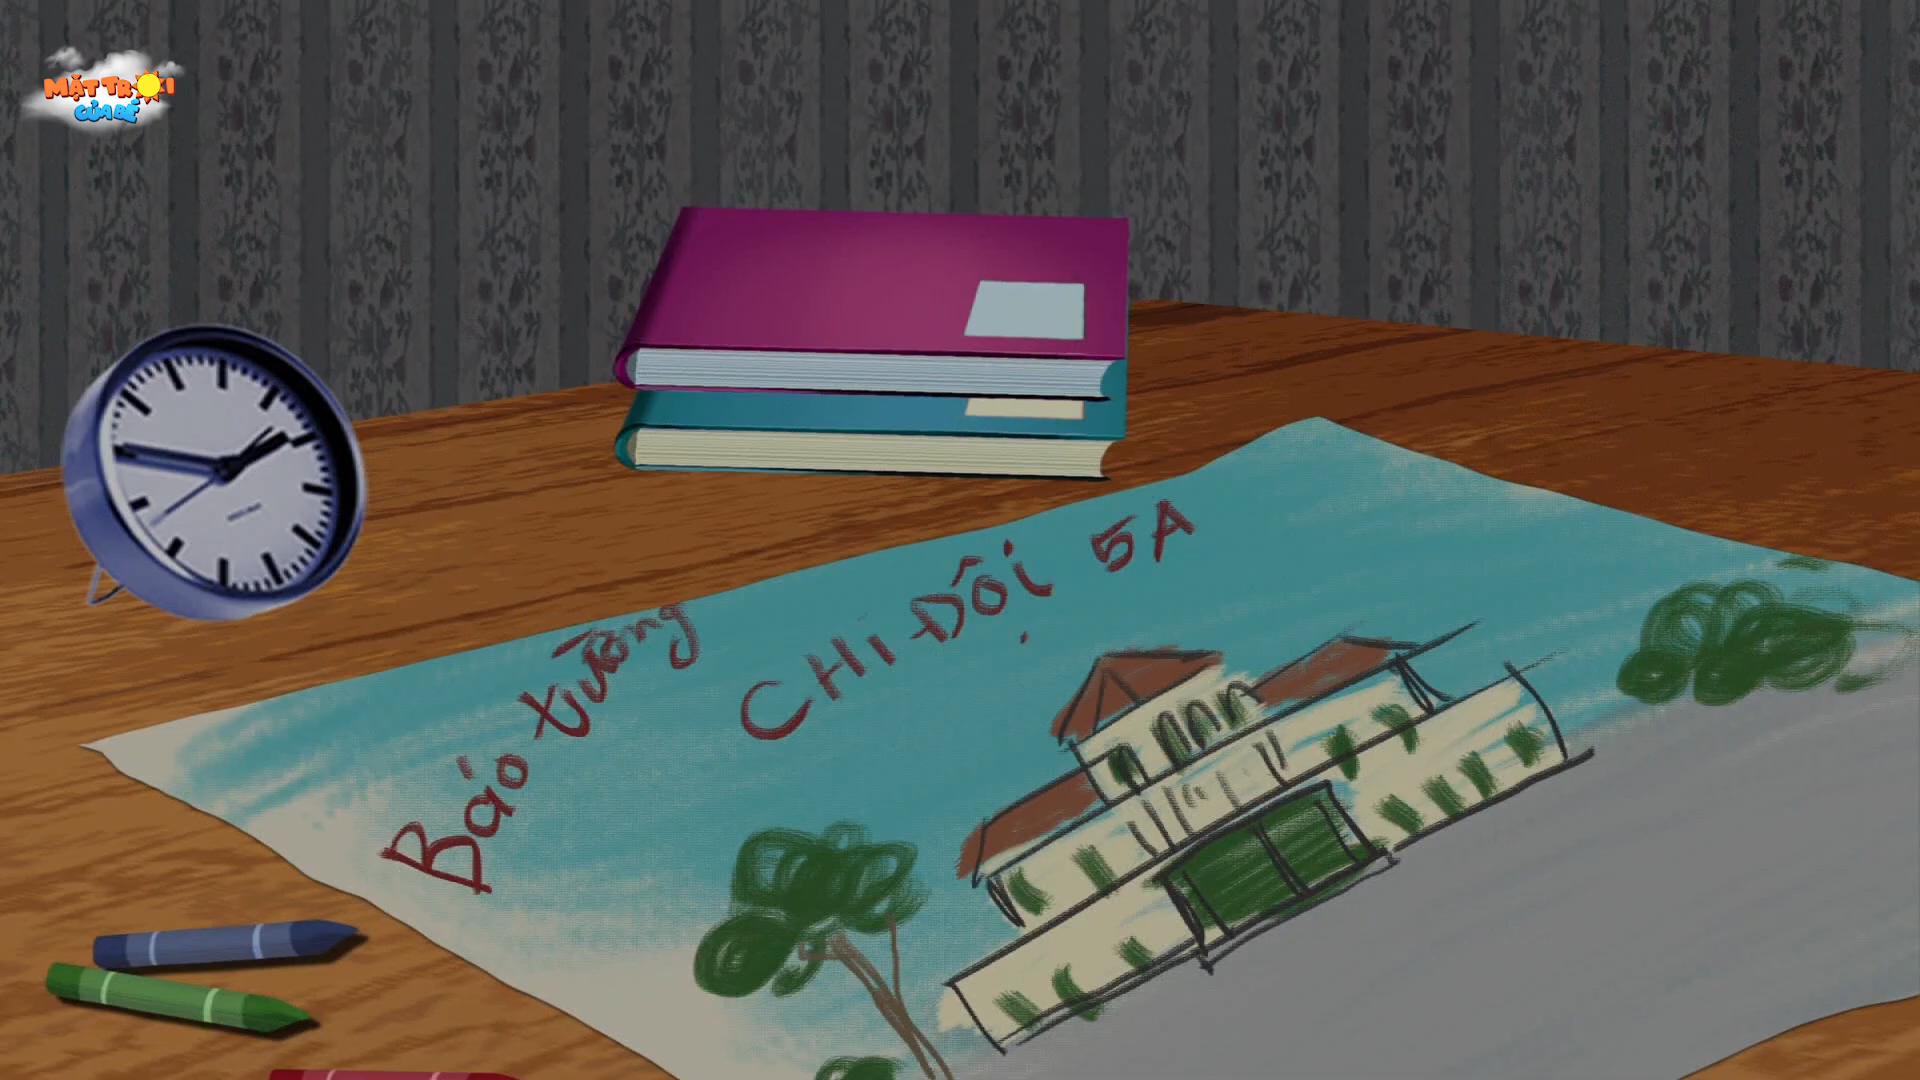 MẶT TRỜI
CỦA BÉ
Báo tường
CHI ĐỘI 5A